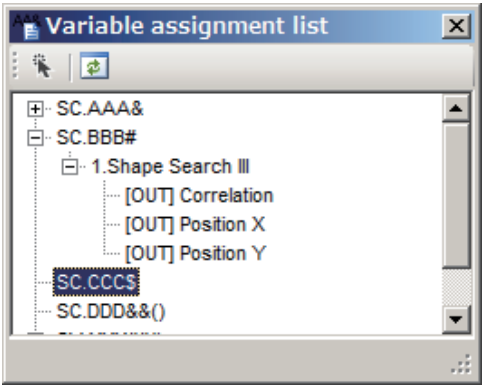 Variable assignment list
SC.AAA&
SC.BBB#
1.Shape Search III
[OUT] Correlation
[OUT] Position X
[OUT] Position Y
SC.CCC$
SC.DDD&&()